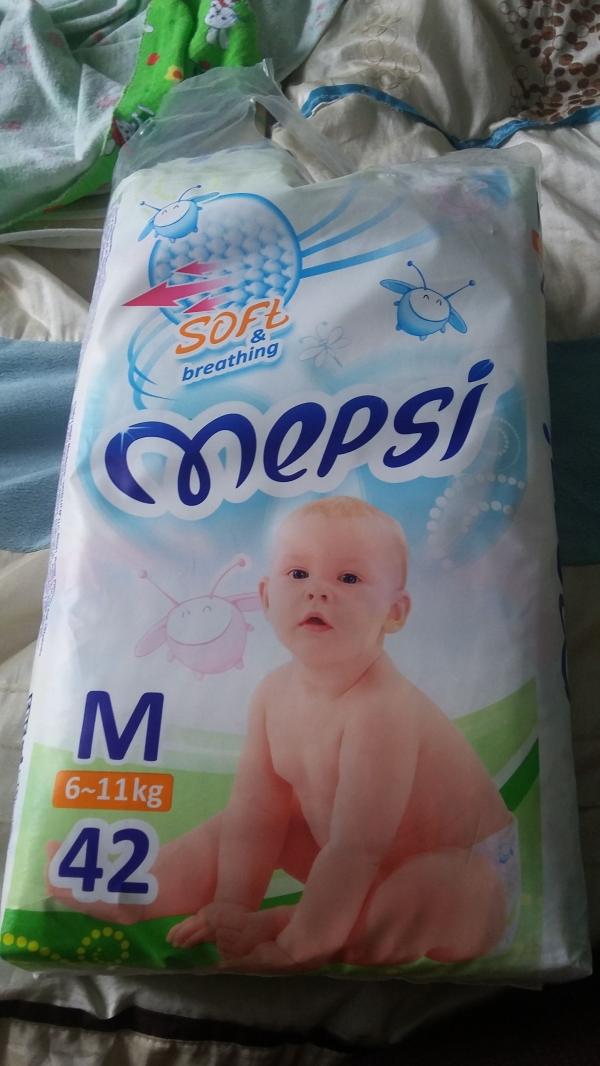 SOFt
&
breathing
mepsi
M
6~11kg
42